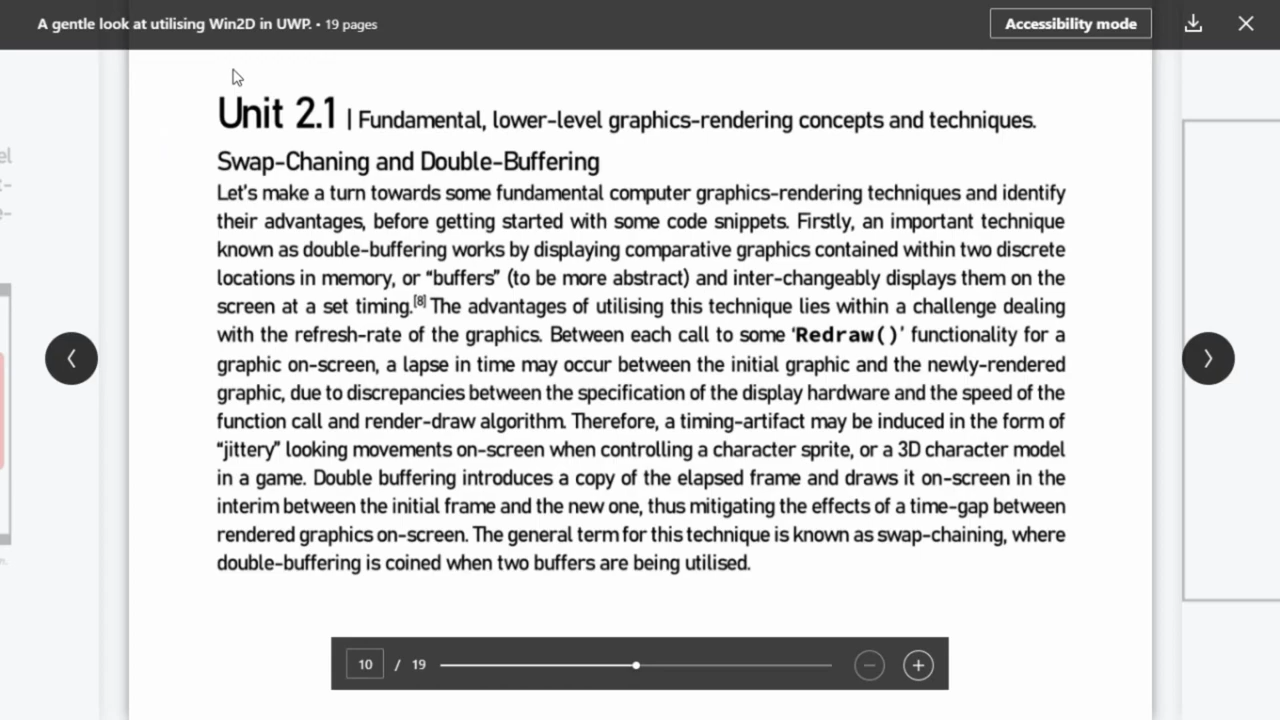 A gentle look at utilising Win2D in UWP. • 19 pages
Accessibility mode
Unit 2.1 | Fundamental, lower-level graphics-rendering concepts and techniques.
Swap-Chaning and Double-Buffering
Let's make a turn towards some fundamental computer graphics-rendering techniques and identify
their advantages, before getting started with some code snippets. Firstly, an important technique
known as double-buffering works by displaying comparative graphics contained within two discrete
locations in memory, or “buffers” (to be more abstract) and inter-changeably displays them on the
screen at a set timing.[8] The advantages of utilising this technique lies within a challenge dealing
with the refresh-rate of the graphics. Between each call to some ‘Redraw()’ functionality for a
graphic on-screen, a lapse in time may occur between the initial graphic and the newly-rendered
graphic, due to discrepancies between the specification of the display hardware and the speed of the
function call and render-draw algorithm. Therefore, a timing-artifact may be induced in the form of
“jittery” looking movements on-screen when controlling a character sprite, or a 3D character model
in a game. Double buffering introduces a copy of the elapsed frame and draws it on-screen in the
interim between the initial frame and the new one, thus mitigating the effects of a time-gap between
rendered graphics on-screen. The general term for this technique is known as swap-chaining, where
double-buffering is coined when two buffers are being utilised.
10 / 19